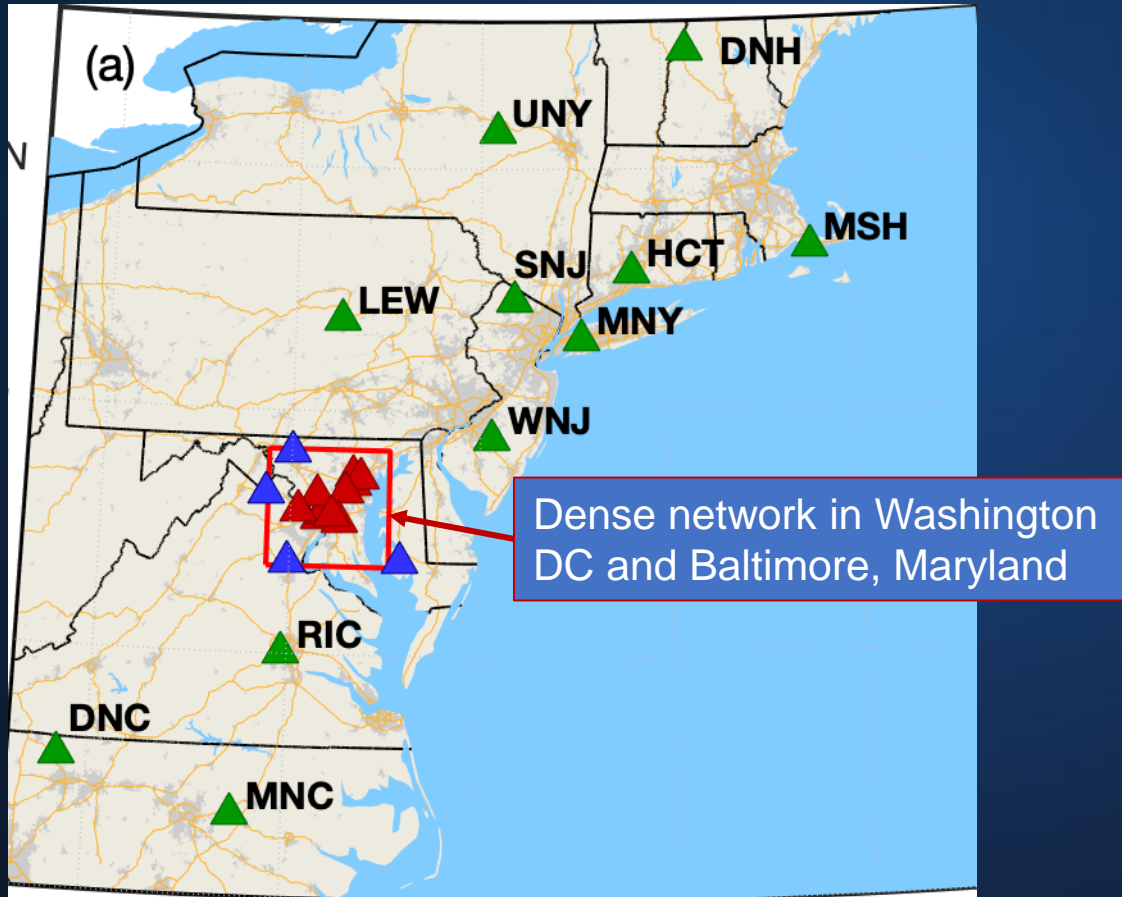 (a)
DNH
UNY
N
MSH
HCT
SNJ
LEW
MNY
WNJ
Dense network in Washington
DC and Baltimore, Maryland
RIC
DNC
MNC